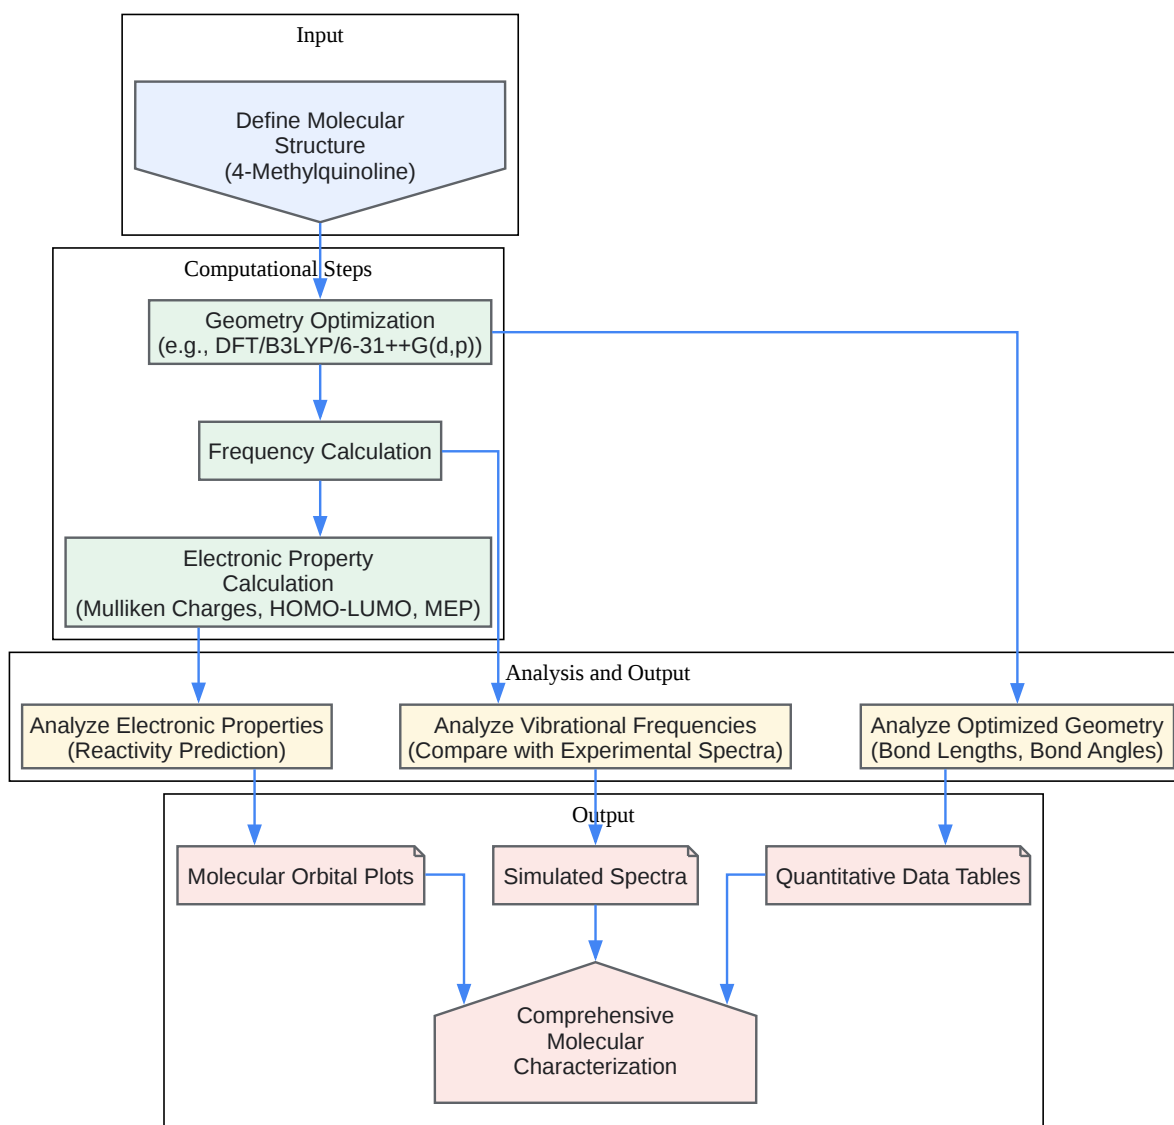 Input
Define Molecular
Structure
(4-Methylquinoline)
Computational Steps
Geometry Optimization
(e.g., DFT/B3LYP/6-31++G(d,p))
Frequency Calculation
Electronic Property
Calculation
(Mulliken Charges, HOMO-LUMO, MEP)
Analysis and Output
Analyze Electronic Properties
(Reactivity Prediction)
Analyze Vibrational Frequencies
(Compare with Experimental Spectra)
Analyze Optimized Geometry
(Bond Lengths, Bond Angles)
Output
Molecular Orbital Plots
Simulated Spectra
Quantitative Data Tables
Comprehensive
Molecular
Characterization